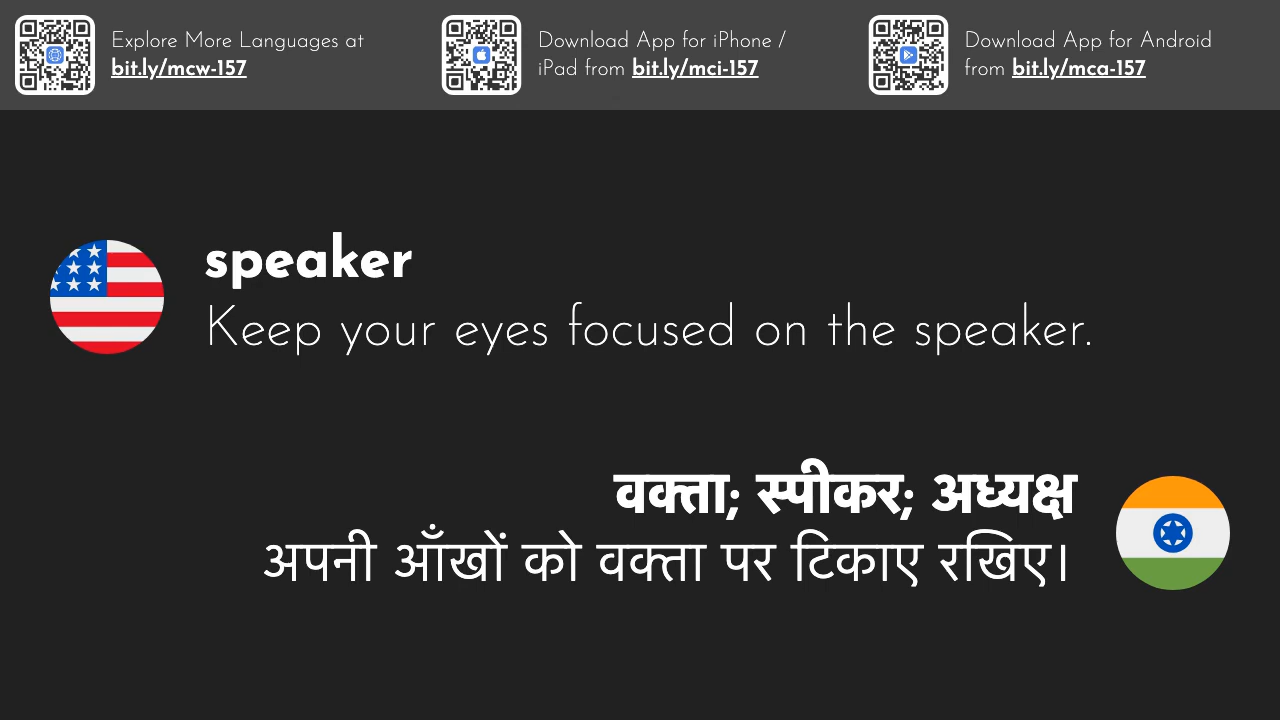 Explore More Languages at
bit.ly/mcw-157
Download App for iPhone /
iPad from bit.ly/mci-157
Download App for Android
from bit.ly/mca-157
speaker
Keep your eyes focused on the speaker.
वक्ता; स्पीकर; अध्यक्ष
अपनी आँखों को वक्ता पर टिकाए रखिए।